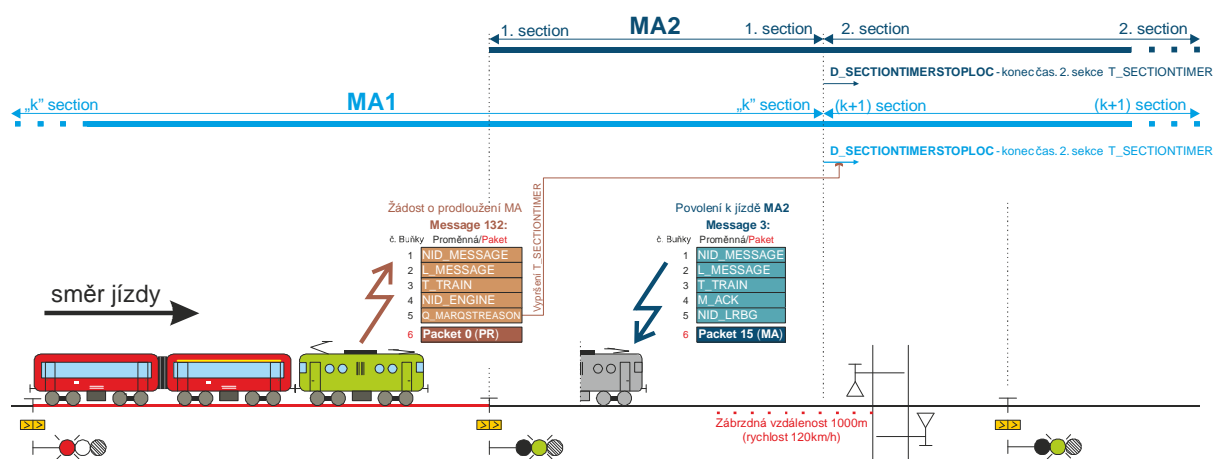 1. section MA2 1. section 2. section 2. section
D_SECTIONTIMERSTOPLOC - konec čas. 2. sekce T_SECTIONTIMER
„k” section MA1 „k” section (k+1) section (k+1) section
D_SECTIONTIMERSTOPLOC - konec čas. 2. sekce T_SECTIONTIMER
Žádost o prodloužení MA
Message 132:
č. Buňky Proměnná/Paket
1 NID_MESSAGE
2 L_MESSAGE
3 T_TRAIN
4 NID_ENGINE
5 Q_MARQSTREASON
6 Packet 0 (PR)
Vypršení T_SECTIONTIMER
Povolení k jízdě MA2
Message 3:
č. Buňky Proměnná/Paket
1 NID_MESSAGE
2 L_MESSAGE
3 T_TRAIN
4 M_ACK
5 NID_LRBG
6 Packet 15 (MA)
směr jízdy
Zábrzdná vzdálenost 1000m
(rychlost 120km/h)